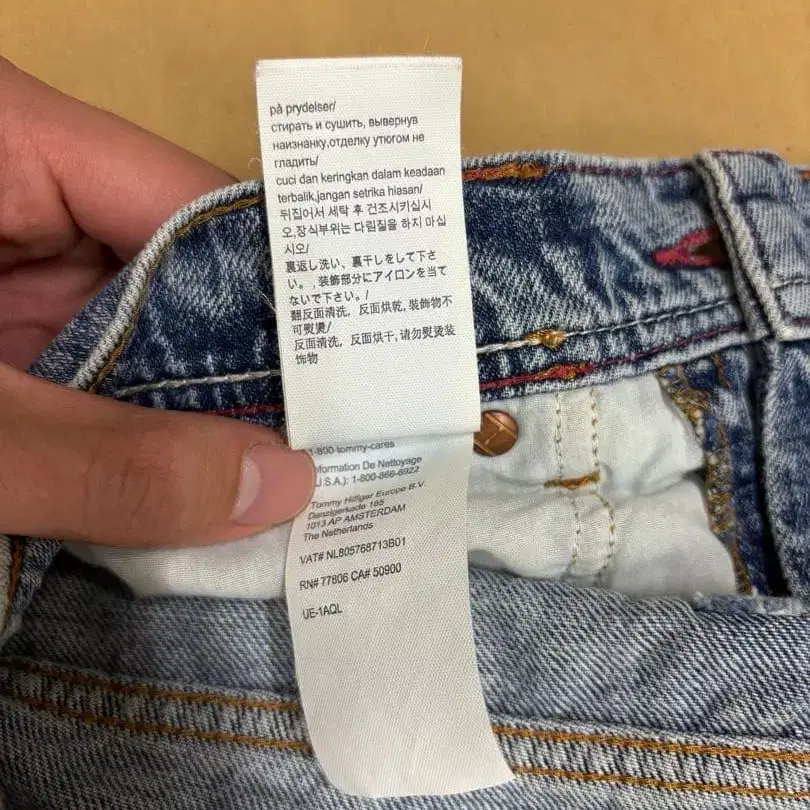 på prydelser/
стирать и сушить, вывернув
наизнанку,отделку утюгом не
гладить/
cuci dan keringkan dalam keadaan
terbalik,jangan setrika hiasan/
뒤집어서 세탁 후 건조시키십시
오,장식부위는 다림질을 하지 마십
시오/
裏返し洗い、裏干しをして下さ
い。, 装飾部分にアイロンを当て
ないで下さい。/
翻反面清洗, 反面烘乾, 裝飾物不
可熨燙/
反面清洗, 反面烘干,请勿熨烫装
饰物
1-800-tommy-cares
nformation De Nettoyage
U.S.A.): 1-800-866-6922
Tommy Hilfiger Europe B.V.
Danzigerkade 165
1013 AP AMSTERDAM
The Netherlands
VAT# NL805768713B01
RN# 77806 CA# 50900
UE-1AQL